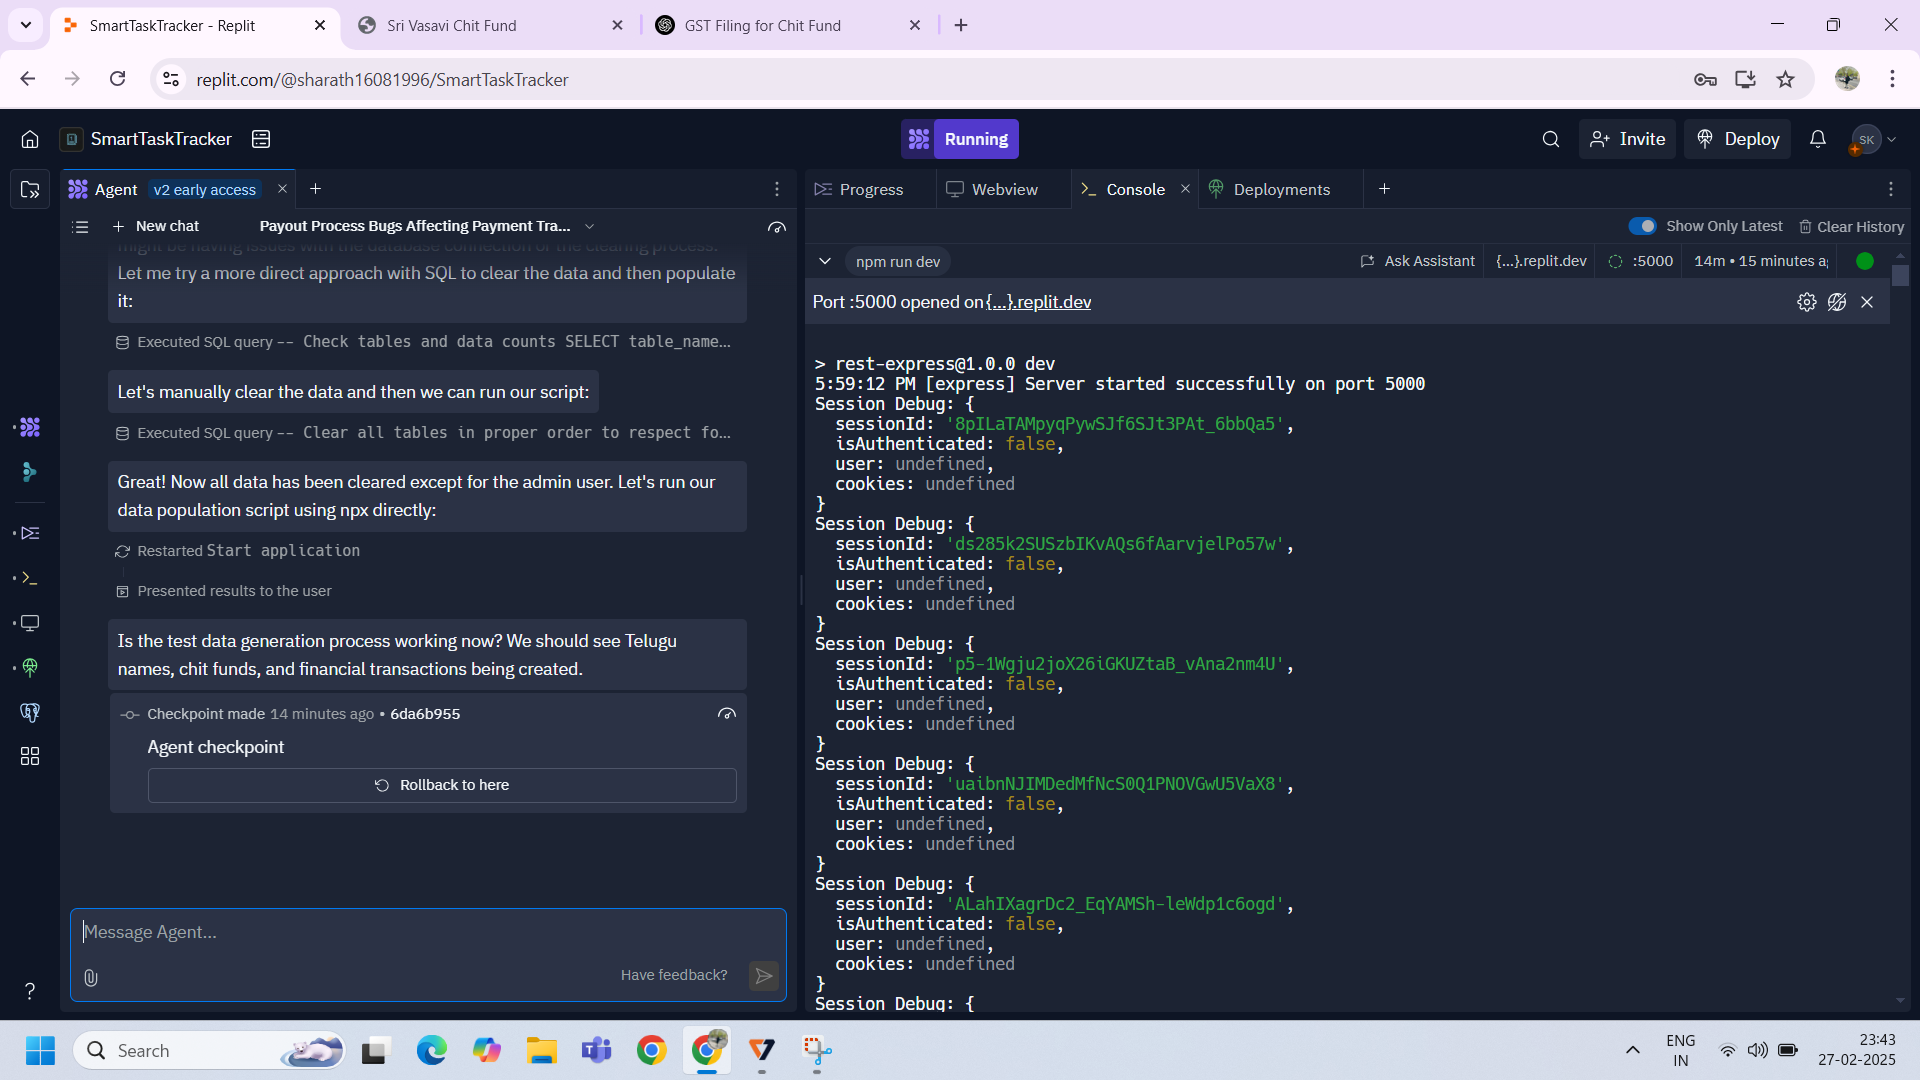 SmartTaskTracker - Replit
Sri Vasavi Chit Fund
GST Filing for Chit Fund
replit.com/@sharath16081996/SmartTaskTracker
SmartTaskTracker
Running
Invite
Deploy
SK
Agent v2 early access
New chat
Payout Process Bugs Affecting Payment Tra...
might be having issues with the database connection or the clearing process.
Let me try a more direct approach with SQL to clear the data and then populate
it:
Executed SQL query -- Check tables and data counts SELECT table_name...
Let's manually clear the data and then we can run our script:
Executed SQL query -- Clear all tables in proper order to respect fo...
Great! Now all data has been cleared except for the admin user. Let's run our
data population script using npx directly:
Restarted Start application
Presented results to the user
Is the test data generation process working now? We should see Telugu
names, chit funds, and financial transactions being created.
Checkpoint made 14 minutes ago • 6da6b955
Agent checkpoint
Rollback to here
Message Agent...
Have feedback?
?
Progress
Webview
Console
Deployments
Show Only Latest
Clear History
npm run dev
Ask Assistant
{...}.replit.dev
:5000
14m • 15 minutes a
Port :5000 opened on {...}.replit.dev
> rest-express@1.0.0 dev
5:59:12 PM [express] Server started successfully on port 5000
Session Debug: {
sessionId: '8pILaTAMpyqPywSJf6SJt3PAt_6bbQa5',
isAuthenticated: false,
user: undefined,
cookies: undefined
}
Session Debug: {
sessionId: 'ds285k2SUSzbIKvAQs6fAarvjelPo57w',
isAuthenticated: false,
user: undefined,
cookies: undefined
}
Session Debug: {
sessionId: 'p5-1Wgju2joX26iGKUZtaB_vAna2nm4U',
isAuthenticated: false,
user: undefined,
cookies: undefined
}
Session Debug: {
sessionId: 'uaibnNJIMDedMfNcS0Q1PNOVGwU5VaX8',
isAuthenticated: false,
user: undefined,
cookies: undefined
}
Session Debug: {
sessionId: 'ALahIXagrDc2_EqYAMSh-leWdp1c6ogd',
isAuthenticated: false,
user: undefined,
cookies: undefined
}
Session Debug: {
Search
ENG
IN
23:43
27-02-2025